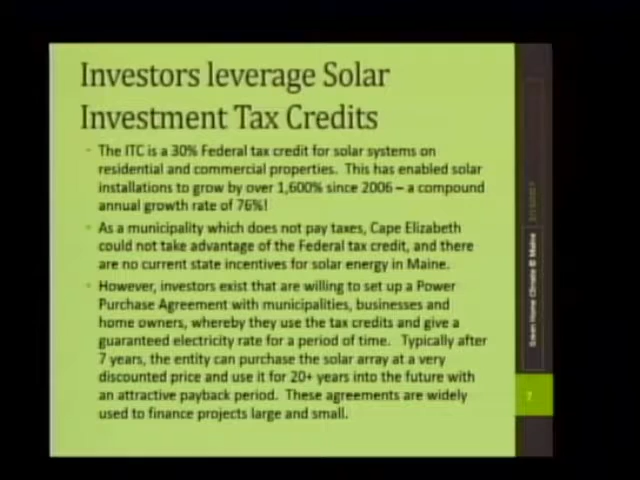 Investors leverage Solar
Investment Tax Credits
The ITC is a 30% Federal tax credit for solar systems on
residential and commercial properties. This has enabled solar
installations to grow by over 1,600% since 2006 – a compound
annual growth rate of 76%!
As a municipality which does not pay taxes, Cape Elizabeth
could not take advantage of the Federal tax credit, and there
are no current state incentives for solar energy in Maine.
However, investors exist that are willing to set up a Power
Purchase Agreement with municipalities, businesses and
home owners, whereby they use the tax credits and give a
guaranteed electricity rate for a period of time. Typically after
7 years, the entity can purchase the solar array at a very
discounted price and use it for 20+ years into the future with
an attractive payback period. These agreements are widely
used to finance projects large and small.
Maine
7